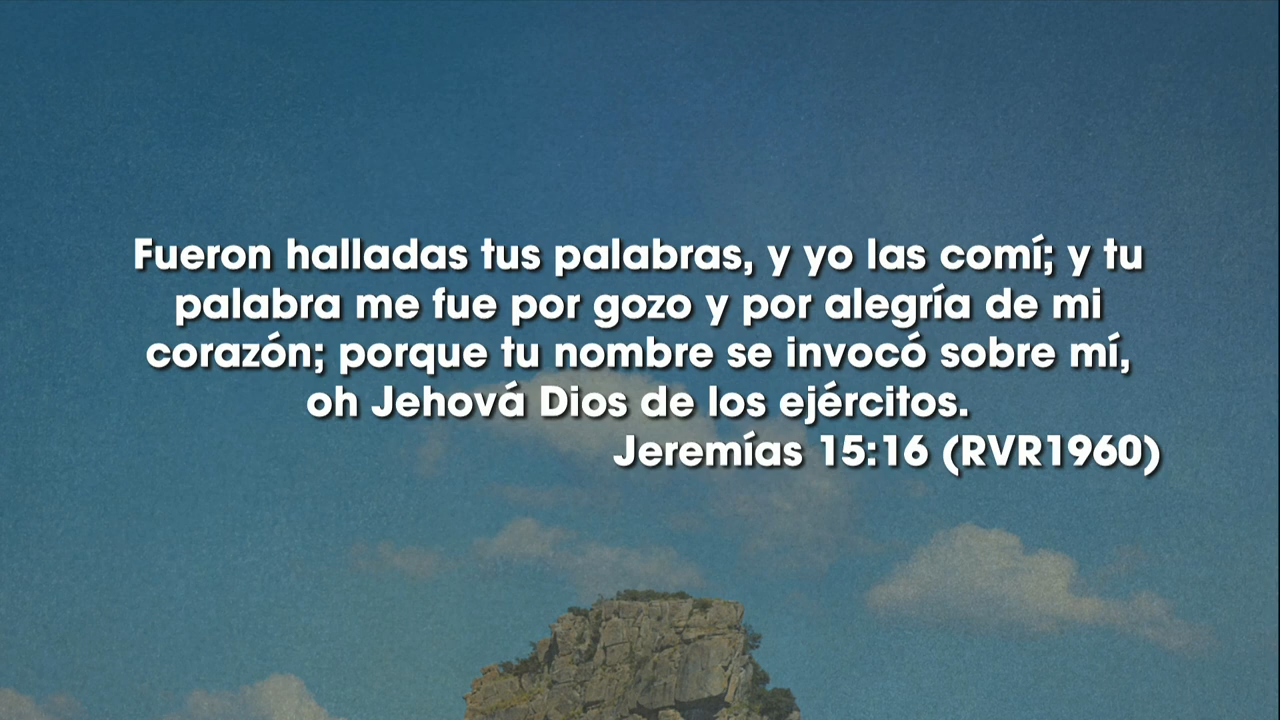 Fueron halladas tus palabras, y yo las comí; y tu
palabra me fue por gozo y por alegría de mi
corazón; porque tu nombre se invocó sobre mí,
oh Jehová Dios de los ejércitos.
Jeremías 15:16 (RVR1960)